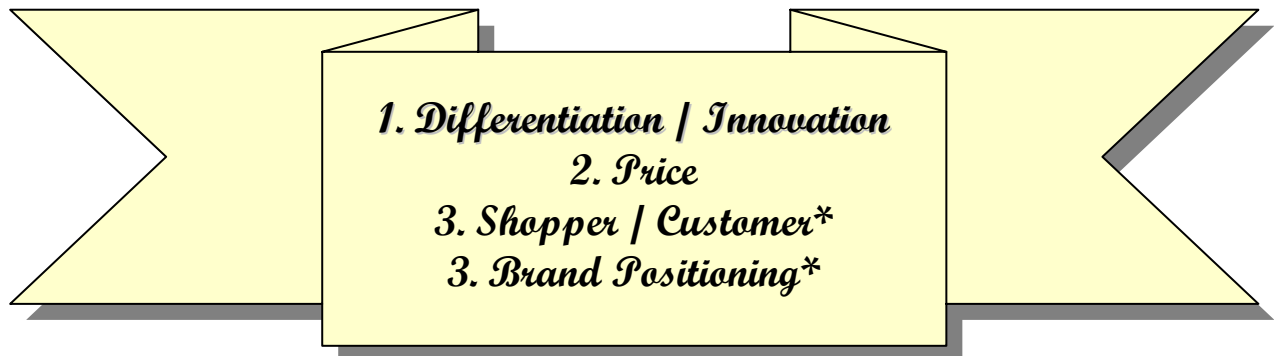 1. Differentiation / Innovation
2. Price
3. Shopper / Customer*
3. Brand Positioning*